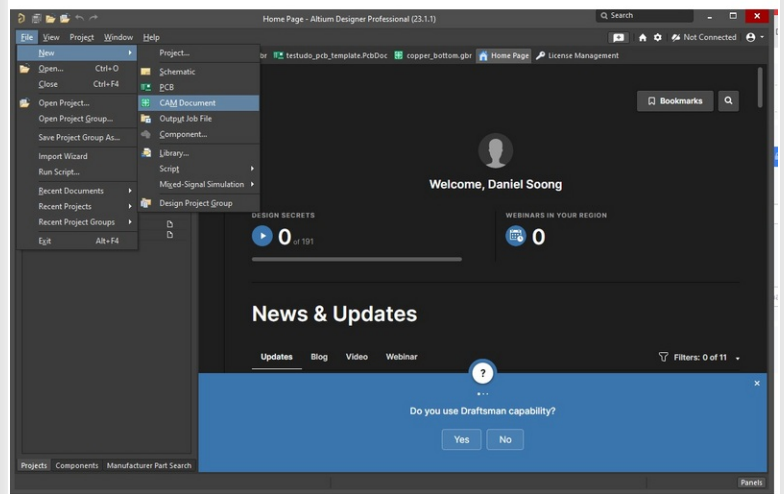 Home Page - Altium Designer Professional (23.1.1)
Search
File View Project Window Help
Not Connected
New
Open... Ctrl+O
Close Ctrl+F4
Open Project...
Open Project Group...
Save Project Group As...
Import Wizard
Run Script...
Recent Documents
Recent Projects
Recent Project Groups
Exit Alt+F4
Project...
Schematic
PCB
CAM Document
Output Job File
Component...
Library...
Script
Mixed-Signal Simulation
Design Project Group
testudo_pcb_template.PcbDoc copper_bottom.gbr Home Page License Management
Bookmarks
Welcome, Daniel Soong
DESIGN SECRETS
0 of 191
WEBINARS IN YOUR REGION
0
News & Updates
Updates Blog Video Webinar
Filters: 0 of 11
?
Do you use Draftsman capability?
Yes No
Projects Components Manufacturer Part Search
Panels